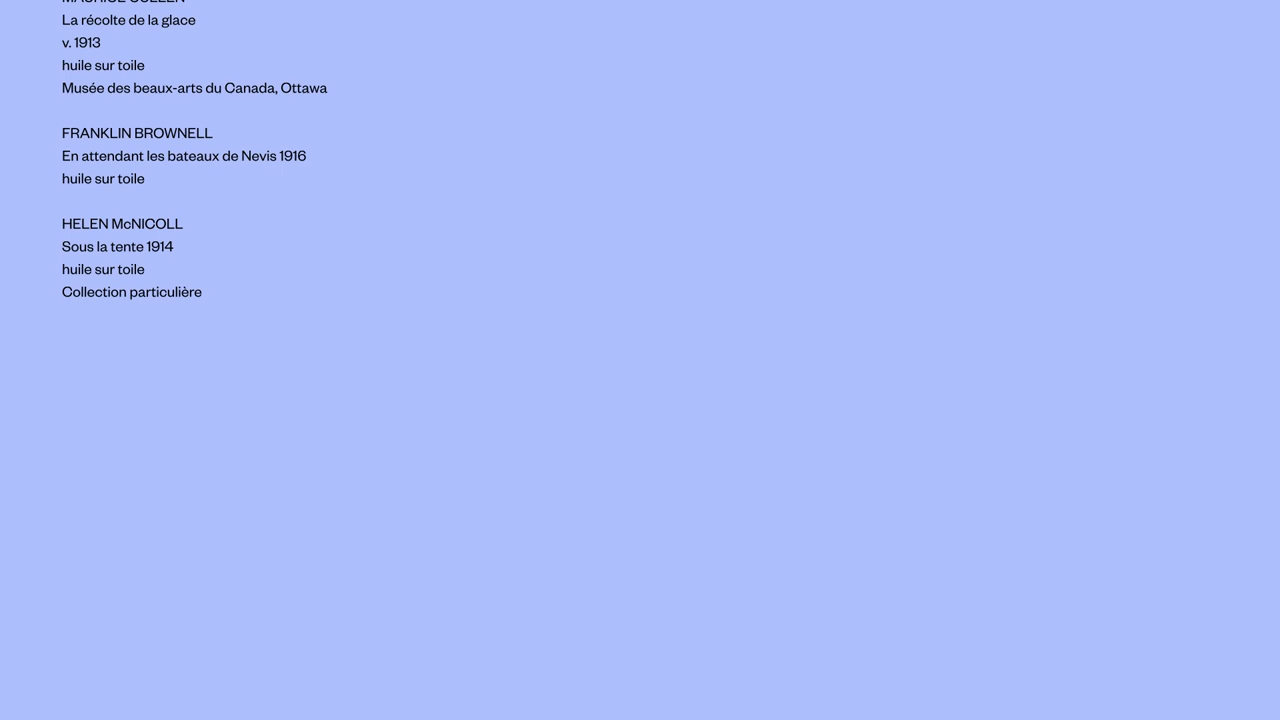 MAURICE CULLEN
La récolte de la glace
v. 1913
huile sur toile
Musée des beaux-arts du Canada, Ottawa
FRANKLIN BROWNELL
En attendant les bateaux de Nevis 1916
huile sur toile
HELEN McNICOLL
Sous la tente 1914
huile sur toile
Collection particulière